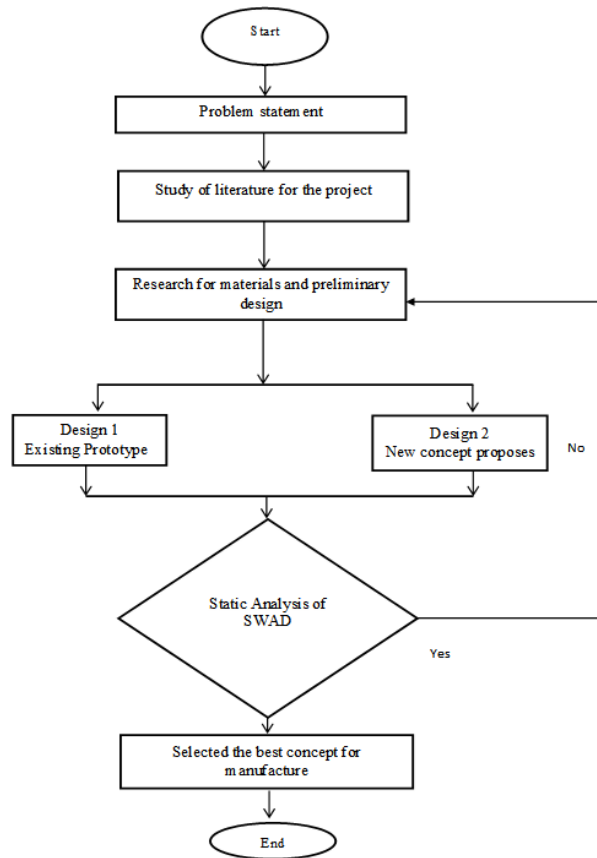 Start
Problem statement
Study of literature for the project
Research for materials and preliminary
design
Design 1
Existing Prototype
Design 2
New concept proposes
No
Static Analysis of
SWAD
Yes
Selected the best concept for
manufacture
End